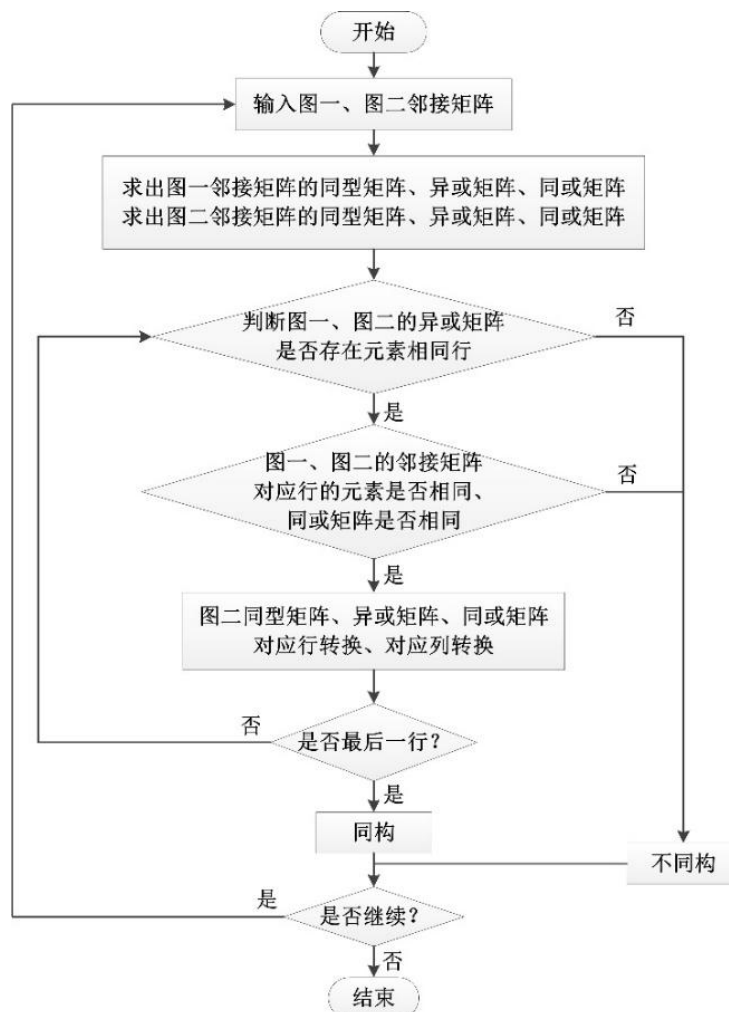 开始
输入图一、图二邻接矩阵
求出图一邻接矩阵的同型矩阵、异或矩阵、同或矩阵
求出图二邻接矩阵的同型矩阵、异或矩阵、同或矩阵
判断图一、图二的异或矩阵
是否存在元素相同行
否
是
图一、图二的邻接矩阵
对应行的元素是否相同、
同或矩阵是否相同
否
是
图二同型矩阵、异或矩阵、同或矩阵
对应行转换、对应列转换
否
是否最后一行?
是
同构
不同构
是
是否继续?
否
结束